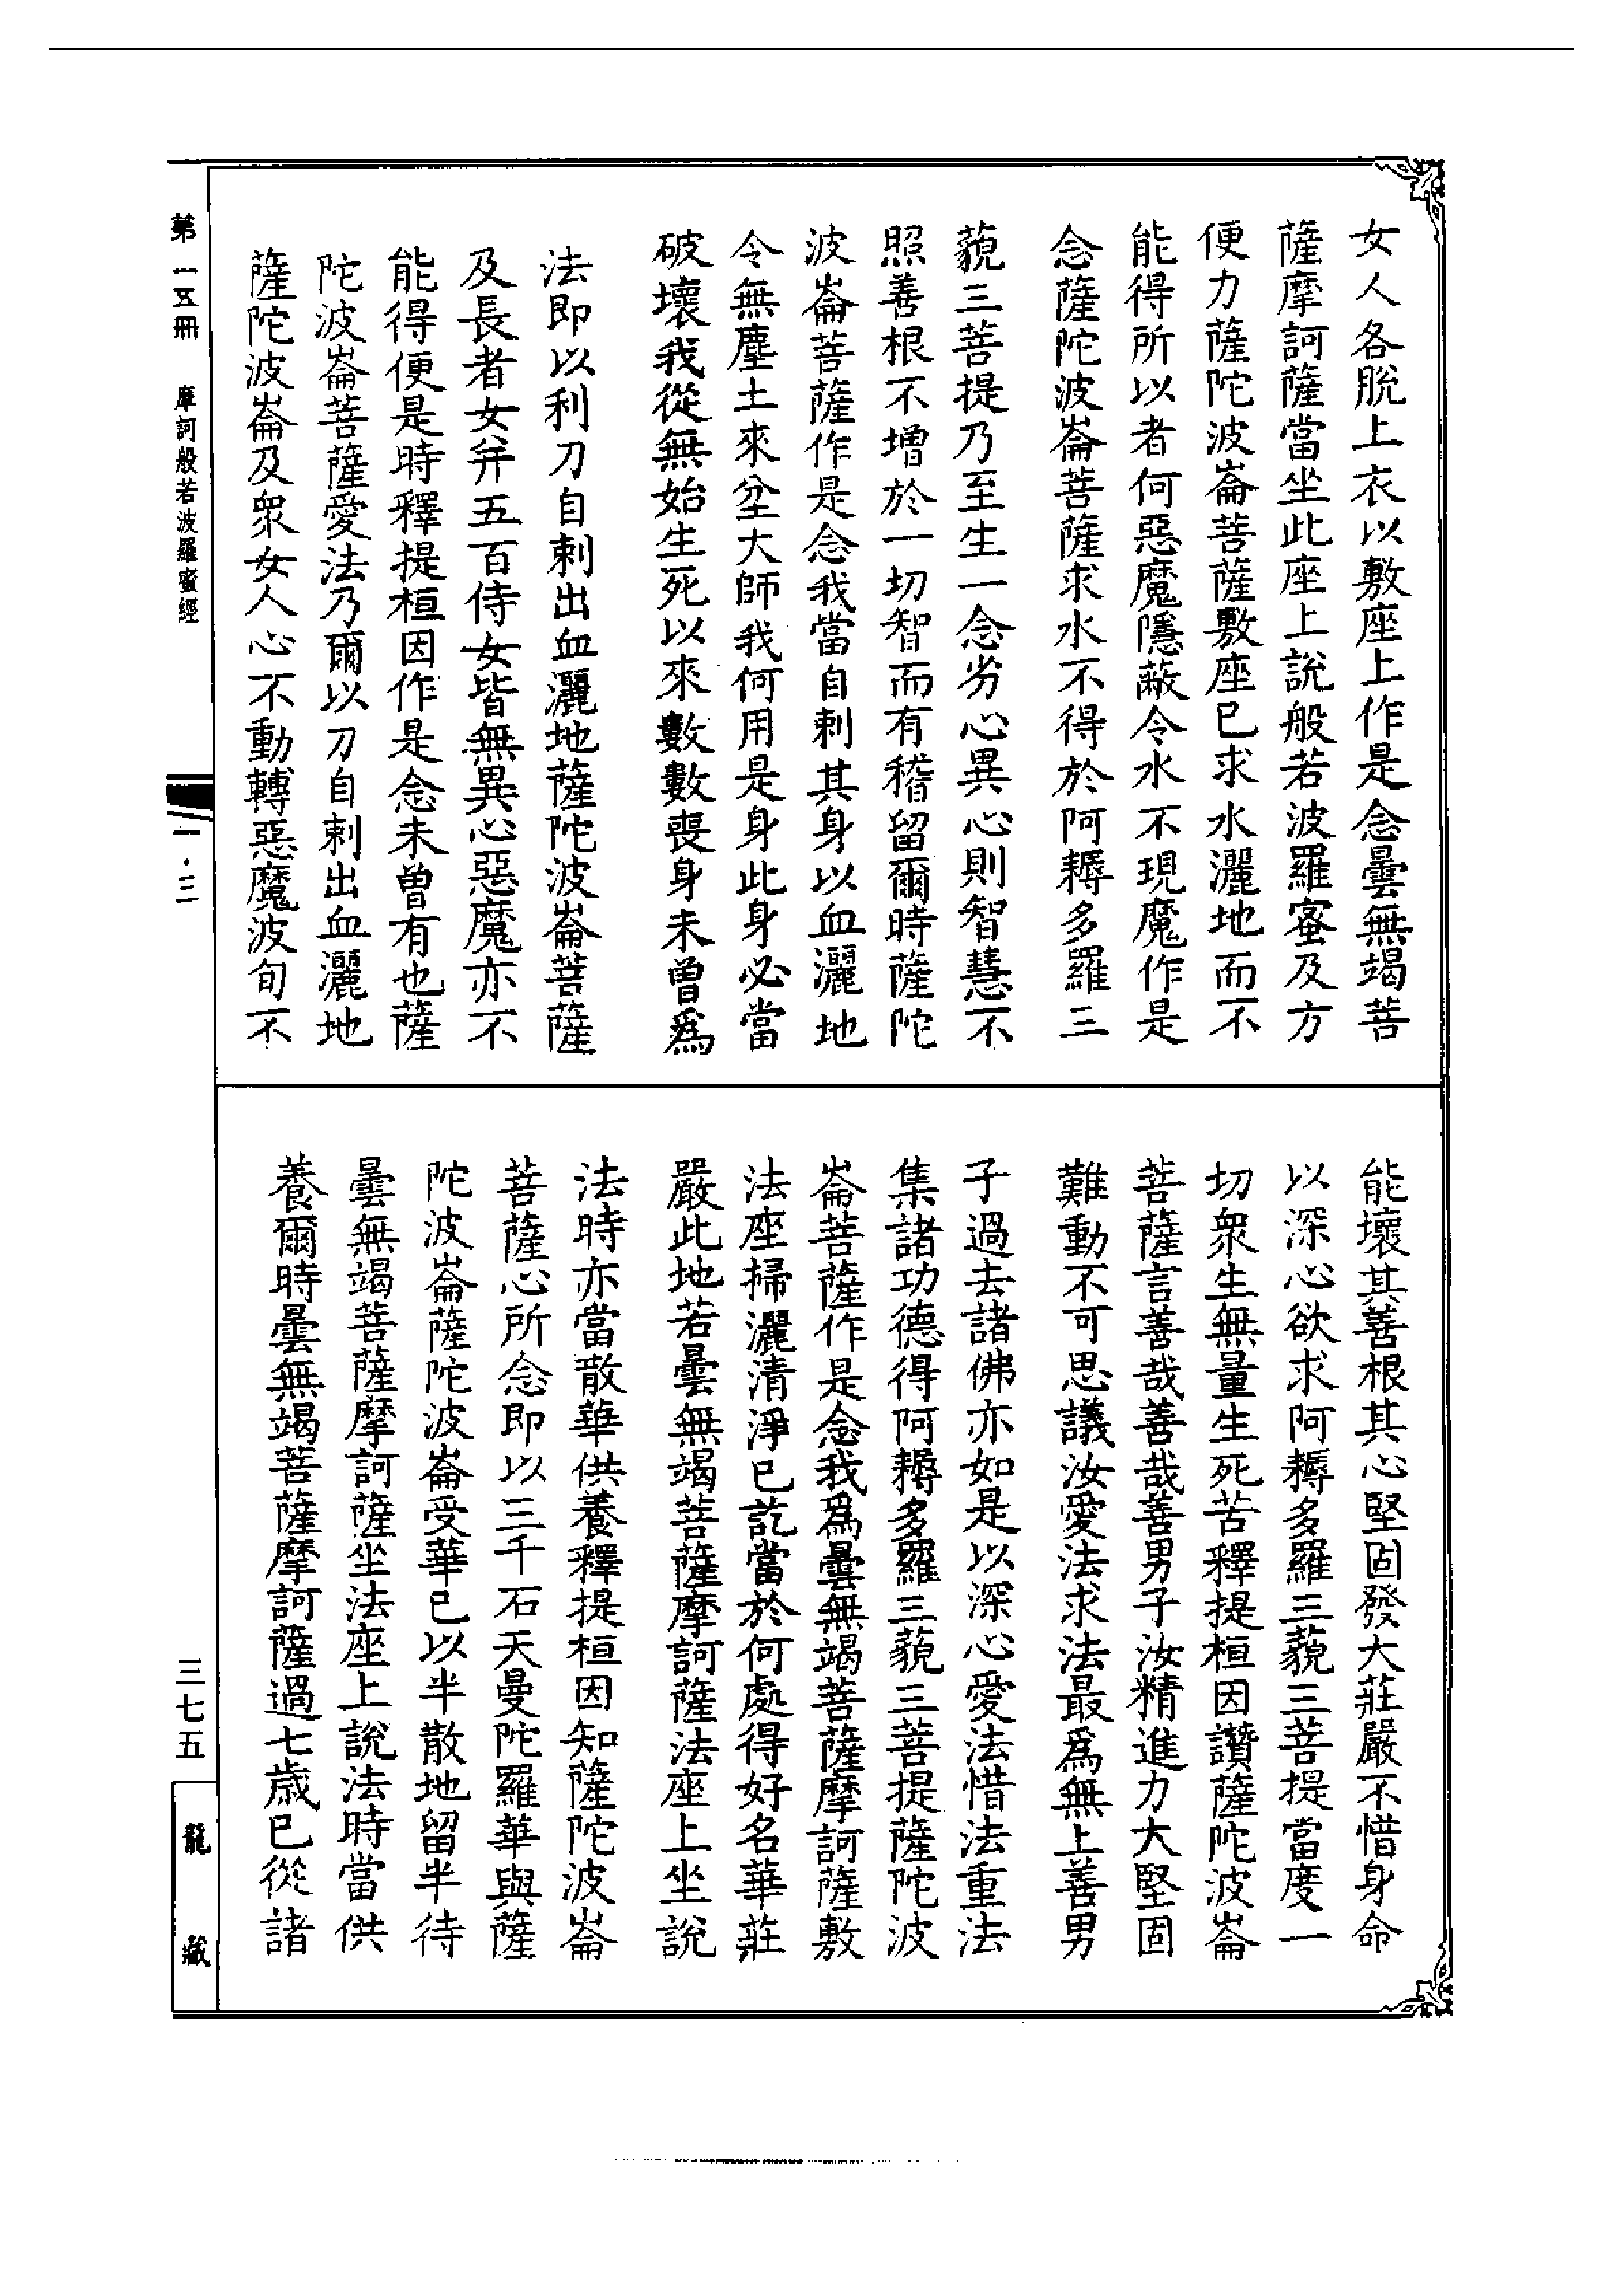 女人各脫上衣以敷座上作是念曇無竭菩
薩摩訶薩當坐此座上說般若波羅蜜及方
便力薩陀波崙菩薩敷座已求水灑地而不
能得所以者何惡魔隱蔽令水不現魔作是
念薩陀波崙菩薩求水不得於阿耨多羅三
藐三菩提乃至生一念劣心異心則智慧不
照善根不增於一切智而有稽留爾時薩陀
波崙菩薩作是念我當自刺其身以血灑地
令無塵土來坌大師我何用是身此身必當
破壞我從無始生死以來數數喪身未曾為
法即以利刀自刺出血灑地薩陀波崙菩薩
及長者女并五百侍女皆無異心惡魔亦不
能得便是時釋提桓因作是念未曾有也薩
陀波崙菩薩愛法乃爾以刀自刺出血灑地
薩陀波崙及眾女人心不動轉惡魔波旬不
能壞其善根其心堅固發大莊嚴不惜身命
以深心欲求阿耨多羅三藐三菩提當度一
切眾生無量生死苦釋提桓因讚薩陀波崙
菩薩言善哉善哉善男子汝精進力大堅固
難動不可思議汝愛法求法最為無上善男
子過去諸佛亦如是以深心愛法惜法重法
集諸功德得阿耨多羅三藐三菩提薩陀波
崙菩薩作是念我為曇無竭菩薩摩訶薩敷
法座掃灑清淨已訖當於何處得好名華莊
嚴此地若曇無竭菩薩摩訶薩法座上坐說
法時亦當散華供養釋提桓因知薩陀波崙
菩薩心所念即以三千石天曼陀羅華與薩
陀波崙薩陀波崙受華已以半散地留半待
曇無竭菩薩摩訶薩坐法座上說法時當供
養爾時曇無竭菩薩摩訶薩過七歲已從諸
第一五冊 摩訶般若波羅蜜經
一·三
三七五
龍藏